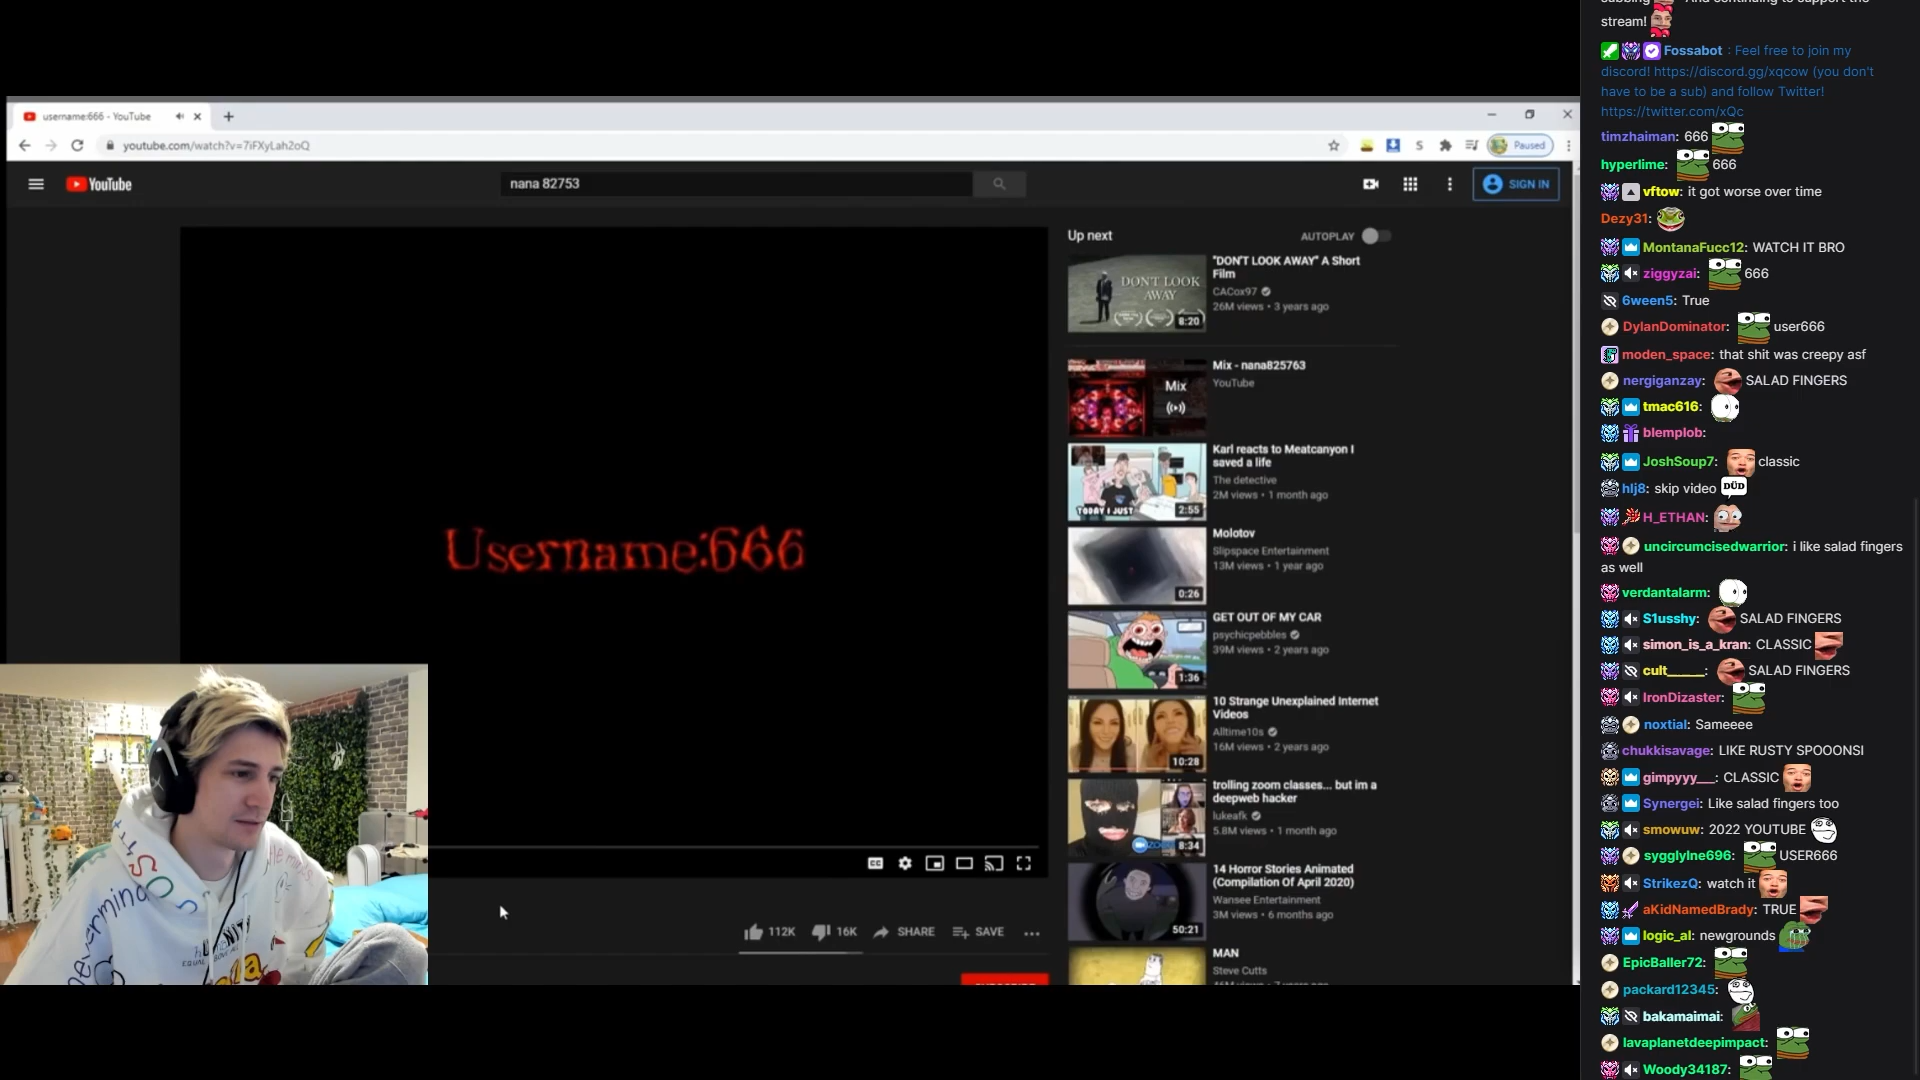 username:666 - YouTube
youtube.com/watch?v=7iFXyLah2oQ
S
Paused
YouTube
nana 82753
SIGN IN
Username:666
112K
16K
SHARE
SAVE
Up next
AUTOPLAY
DON'T LOOK
AWAY
8:20
"DON'T LOOK AWAY" A Short
Film
CACox97
26M views • 3 years ago
Mix
Mix - nana825763
YouTube
TODAY I JUST
2:55
Karl reacts to Meatcanyon I
saved a life
The detective
2M views • 1 month ago
0:26
Molotov
Slipspace Entertainment
13M views • 1 year ago
1:36
GET OUT OF MY CAR
psychicpebbles
39M views • 2 years ago
10:28
10 Strange Unexplained Internet
Videos
Alltime10s
16M views • 2 years ago
8:34
trolling zoom classes... but im a
deepweb hacker
lukeafk
5.8M views • 1 month ago
50:21
14 Horror Stories Animated
(Compilation Of April 2020)
Wansee Entertainment
3M views • 6 months ago
MAN
Steve Cutts
stream!
Fossabot : Feel free to join my
discord! https://discord.gg/xqcow (you don't
have to be a sub) and follow Twitter!
https://twitter.com/xQc
timzhaiman: 666
hyperlime: 666
vftow: it got worse over time
Dezy31:
MontanaFucc12: WATCH IT BRO
ziggyzai: 666
6ween5: True
DylanDominator: user666
moden_space: that shit was creepy asf
nergiganzay: SALAD FINGERS
tmac616:
blemplob:
JoshSoup7: classic
hlj8: skip video DÜD
H_ETHAN:
uncircumcisedwarrior: i like salad fingers
as well
verdantalarm:
S1usshy: SALAD FINGERS
simon_is_a_kran: CLASSIC
cult_____: SALAD FINGERS
IronDizaster:
noxtial: Sameeee
chukkisavage: LIKE RUSTY SPOOONSI
gimpyyy__: CLASSIC
Synergei: Like salad fingers too
smowuw: 2022 YOUTUBE
sygglylne696: USER666
StrikezQ: watch it
aKidNamedBrady: TRUE
logic_al: newgrounds
EpicBaller72:
packard12345:
bakamaimai:
lavaplanetdeepimpact:
Woody34187: